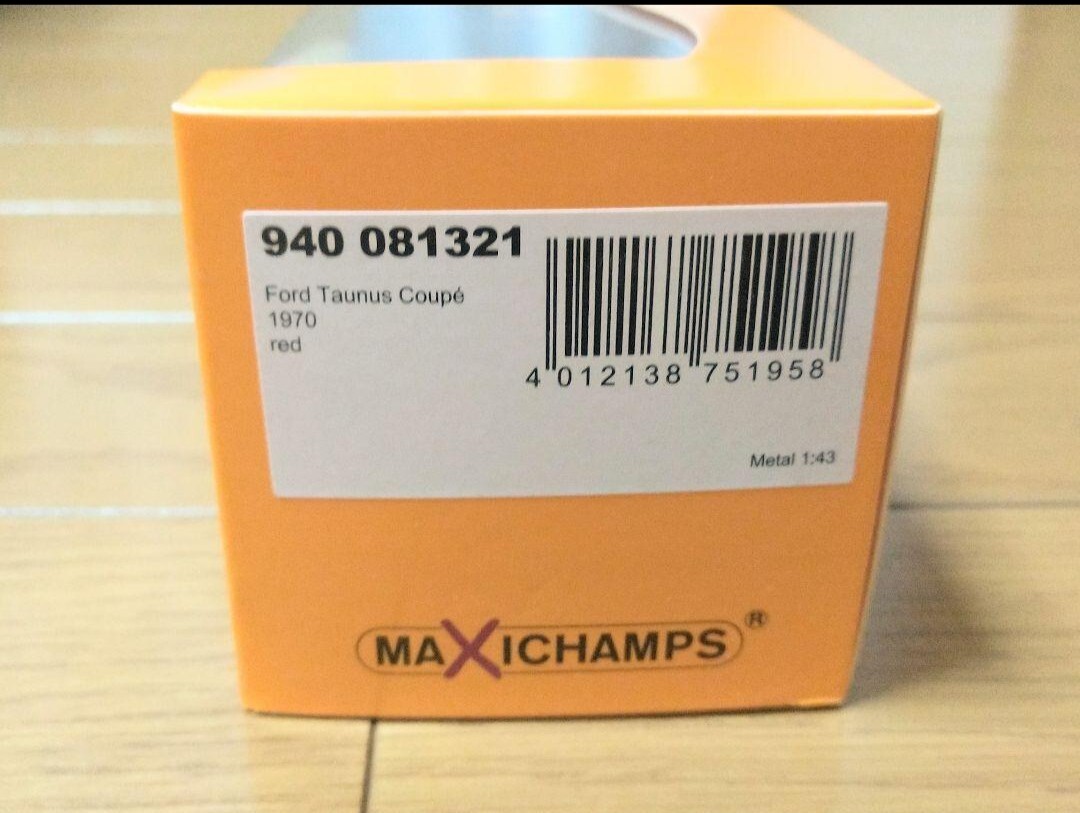 940 081321
Ford Taunus Coupé
1970
red
4 012138 751958
Metal 1:43
MAXICHAMPS®